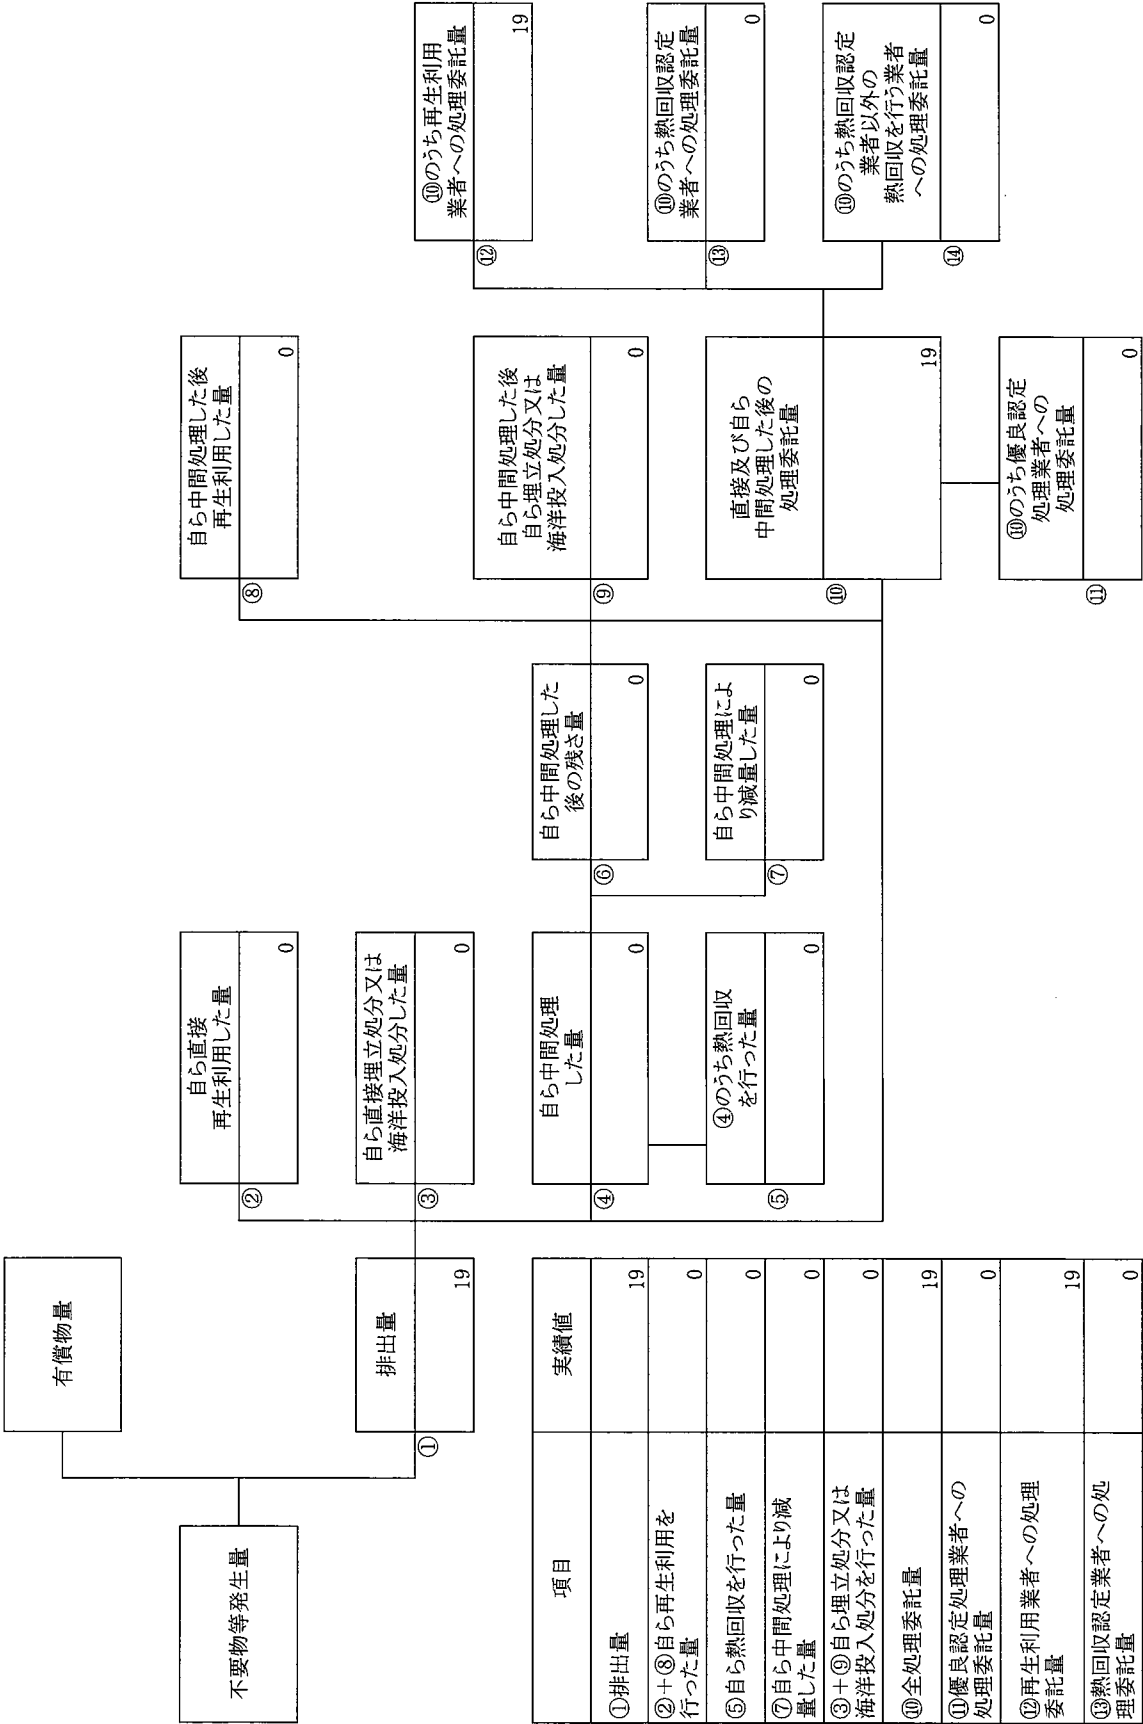 有償物量
不要物等発生量
排出量
①
19
自ら直接
再生利用した量
②
0
自ら直接埋立処分又は
海洋投入処分した量
③
0
自ら中間処理
した量
④
0
④のうち熱回収
を行った量
⑤
0
自ら中間処理した
後の残さ量
⑥
0
自ら中間処理によ
り減量した量
⑦
0
自ら中間処理した後
再生利用した量
⑧
0
自ら中間処理した後
自ら埋立処分又は
海洋投入処分した量
⑨
0
直接及び自ら
中間処理した後の
処理委託量
⑩
19
⑩のうち優良認定
処理業者への
処理委託量
⑪
0
⑩のうち再生利用
業者への処理委託量
⑫
19
⑩のうち熱回収認定
業者への処理委託量
⑬
0
⑩のうち熱回収認定
業者以外の
熱回収を行う業者
への処理委託量
⑭
0
項目 実績値
①排出量 19
②+⑧自ら再生利用を
行った量 0
⑤自ら熱回収を行った量 0
⑦自ら中間処理により減
量した量 0
③+⑨自ら埋立処分又は
海洋投入処分を行った量 0
⑩全処理委託量 19
⑪優良認定処理業者への
処理委託量 0
⑫再生利用業者への処理
委託量 19
⑬熱回収認定業者への処
理委託量 0